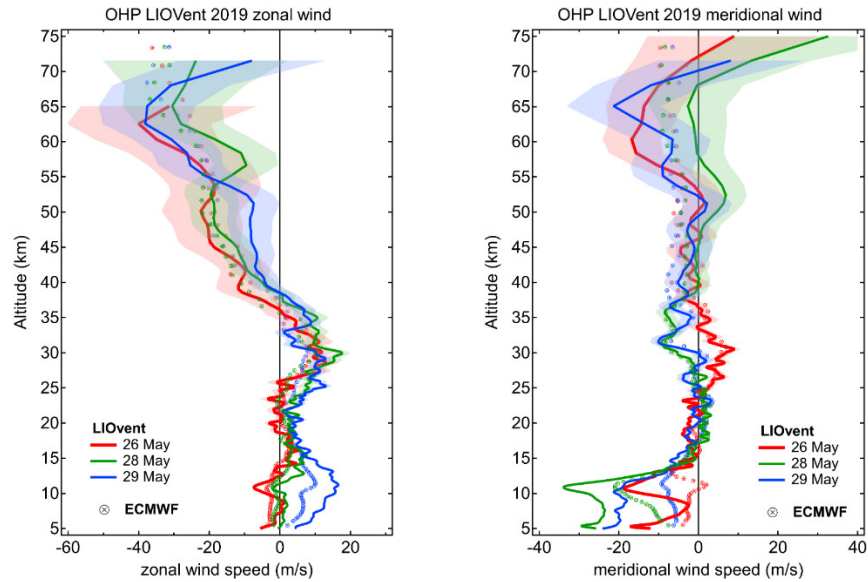 OHP LIOVent 2019 zonal wind
75
70
65
60
55
50
45
40
35
30
25
20
15
10
5
Altitude (km)
LIOvent
26 May
28 May
29 May
ECMWF
-60 -40 -20 0 20
zonal wind speed (m/s)
OHP LIOVent 2019 meridional wind
75
70
65
60
55
50
45
40
35
30
25
20
15
10
5
Altitude (km)
LIOvent
26 May
28 May
29 May
ECMWF
-40 -20 0 20 40
meridional wind speed (m/s)